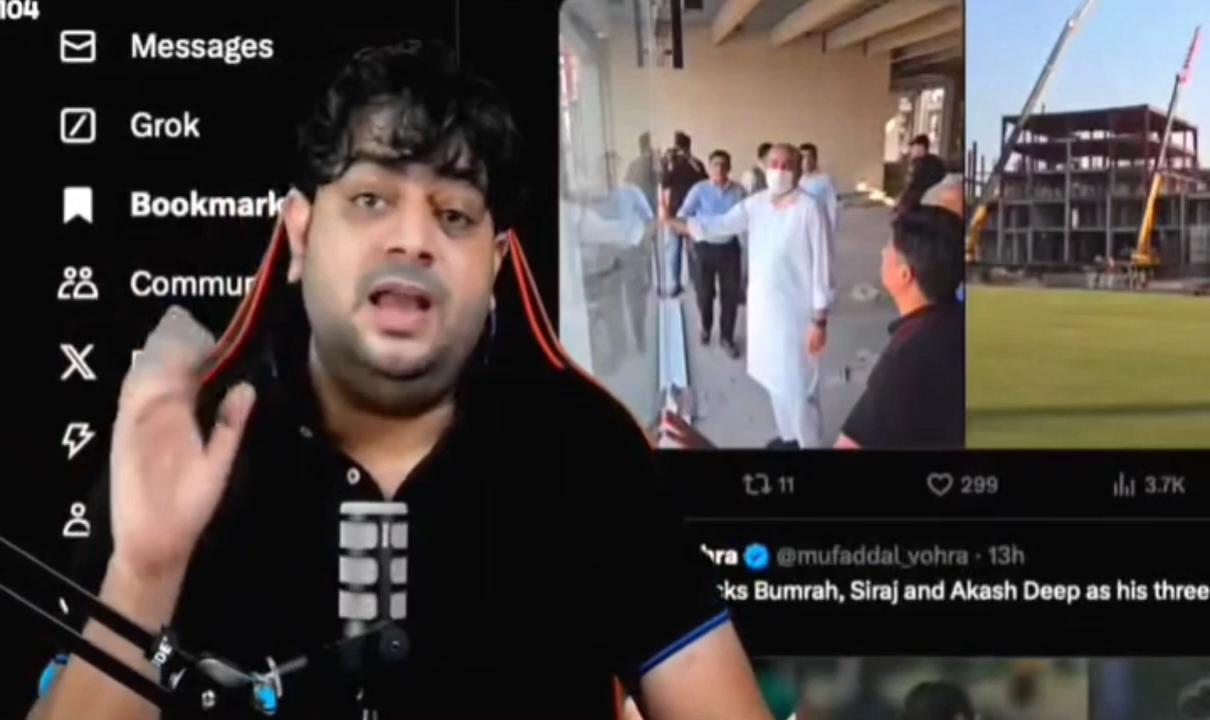 104
Messages
Grok
Bookmark
Commun
11
299
3.7K
hra @mufaddal_vohra · 13h
cks Bumrah, Siraj and Akash Deep as his three